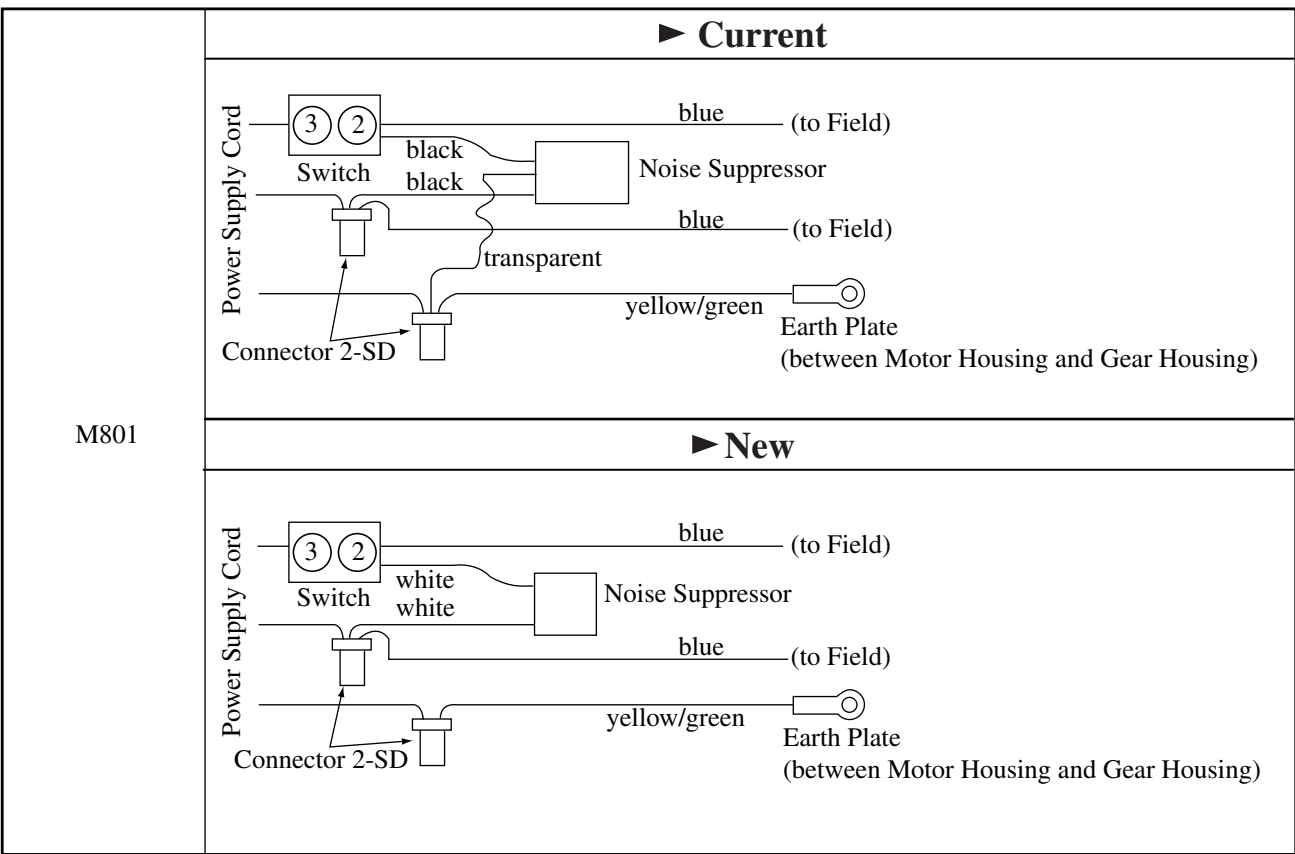 M801
► Current
Power Supply Cord
3 2
Switch
blue
(to Field)
black
black
Noise Suppressor
blue
(to Field)
transparent
yellow/green
Connector 2-SD
Earth Plate
(between Motor Housing and Gear Housing)
► New
Power Supply Cord
3 2
Switch
blue
(to Field)
white
white
Noise Suppressor
blue
(to Field)
yellow/green
Connector 2-SD
Earth Plate
(between Motor Housing and Gear Housing)